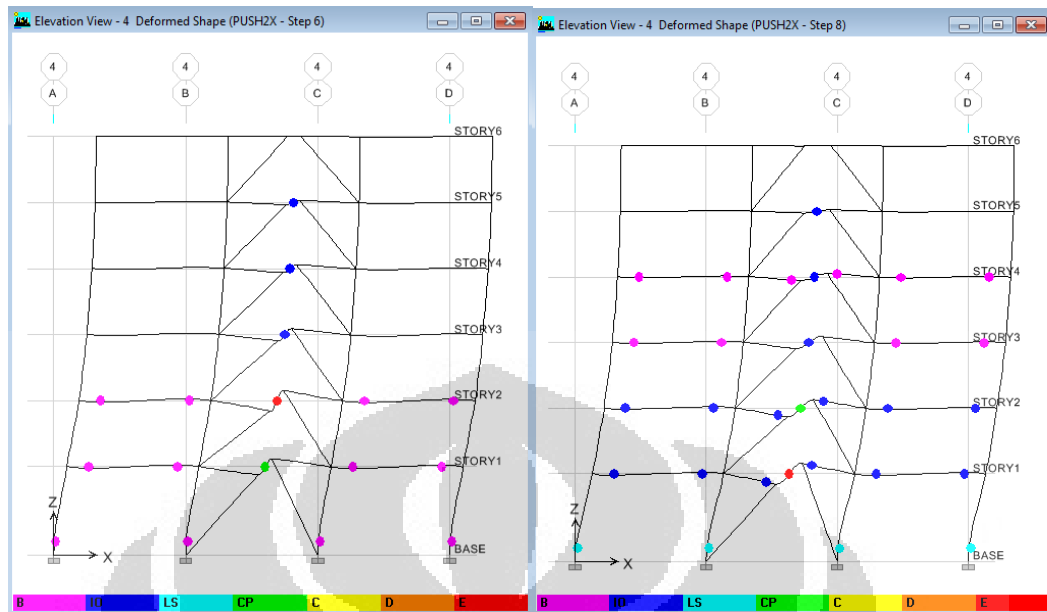 Elevation View - 4 Deformed Shape (PUSH2X - Step 6)
4
4
4
4
A
B
C
D
STORY6
STORY5
STORY4
STORY3
STORY2
STORY1
Z
X
BASE
B
IO
LS
CP
C
D
E
Elevation View - 4 Deformed Shape (PUSH2X - Step 8)
4
4
4
4
A
B
C
D
STORY6
STORY5
STORY4
STORY3
STORY2
STORY1
Z
X
BASE
B
IO
LS
CP
C
D
E